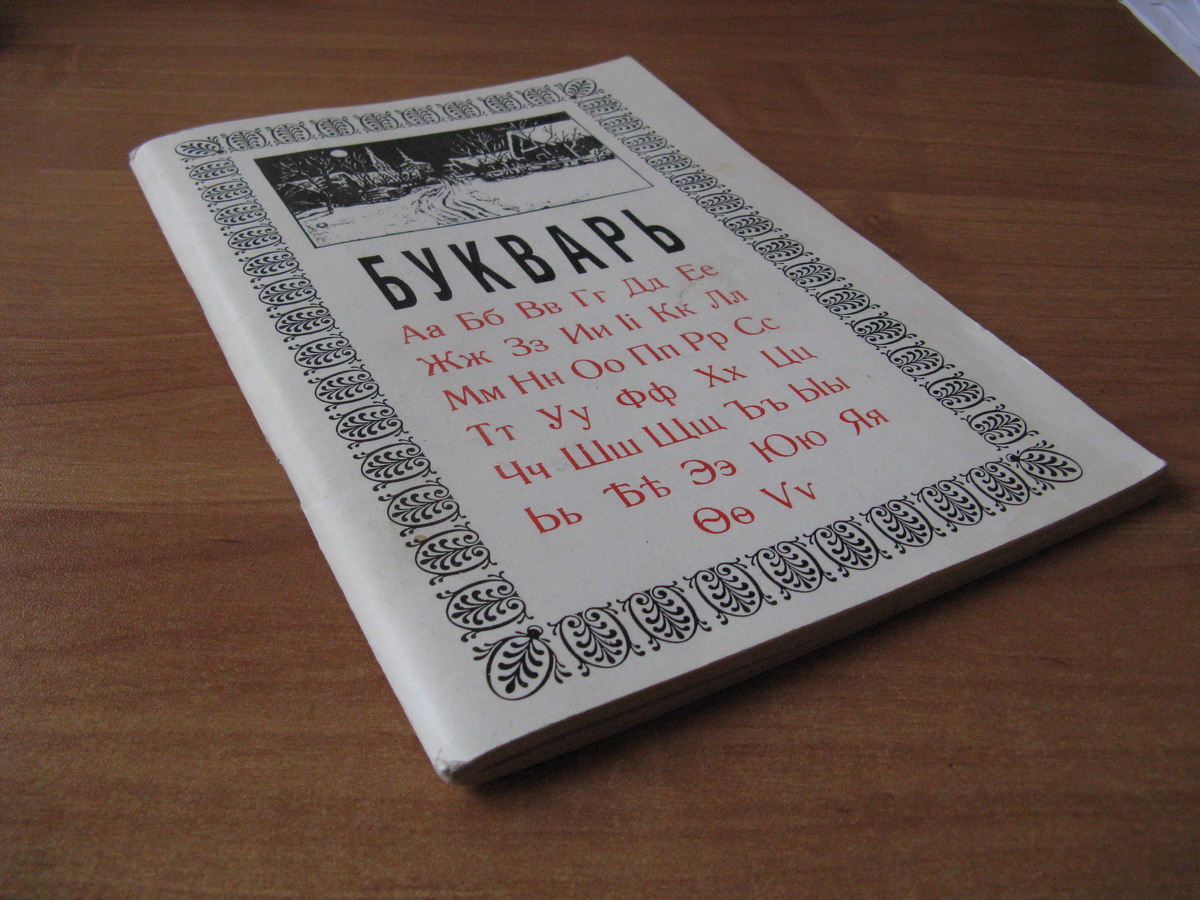 БУКВАРЬ
Аа Бб Вв Гг Дд Ее
Жж Зз Ии Іі Кк Лл
Мм Нн Оо Пп Рр Сс
Тт Уу Фф Хх Цц
Чч Шш Щщ Ъъ Ыы
Ьь Ѣѣ Ээ Юю Яя
Ѳѳ Ѵѵ